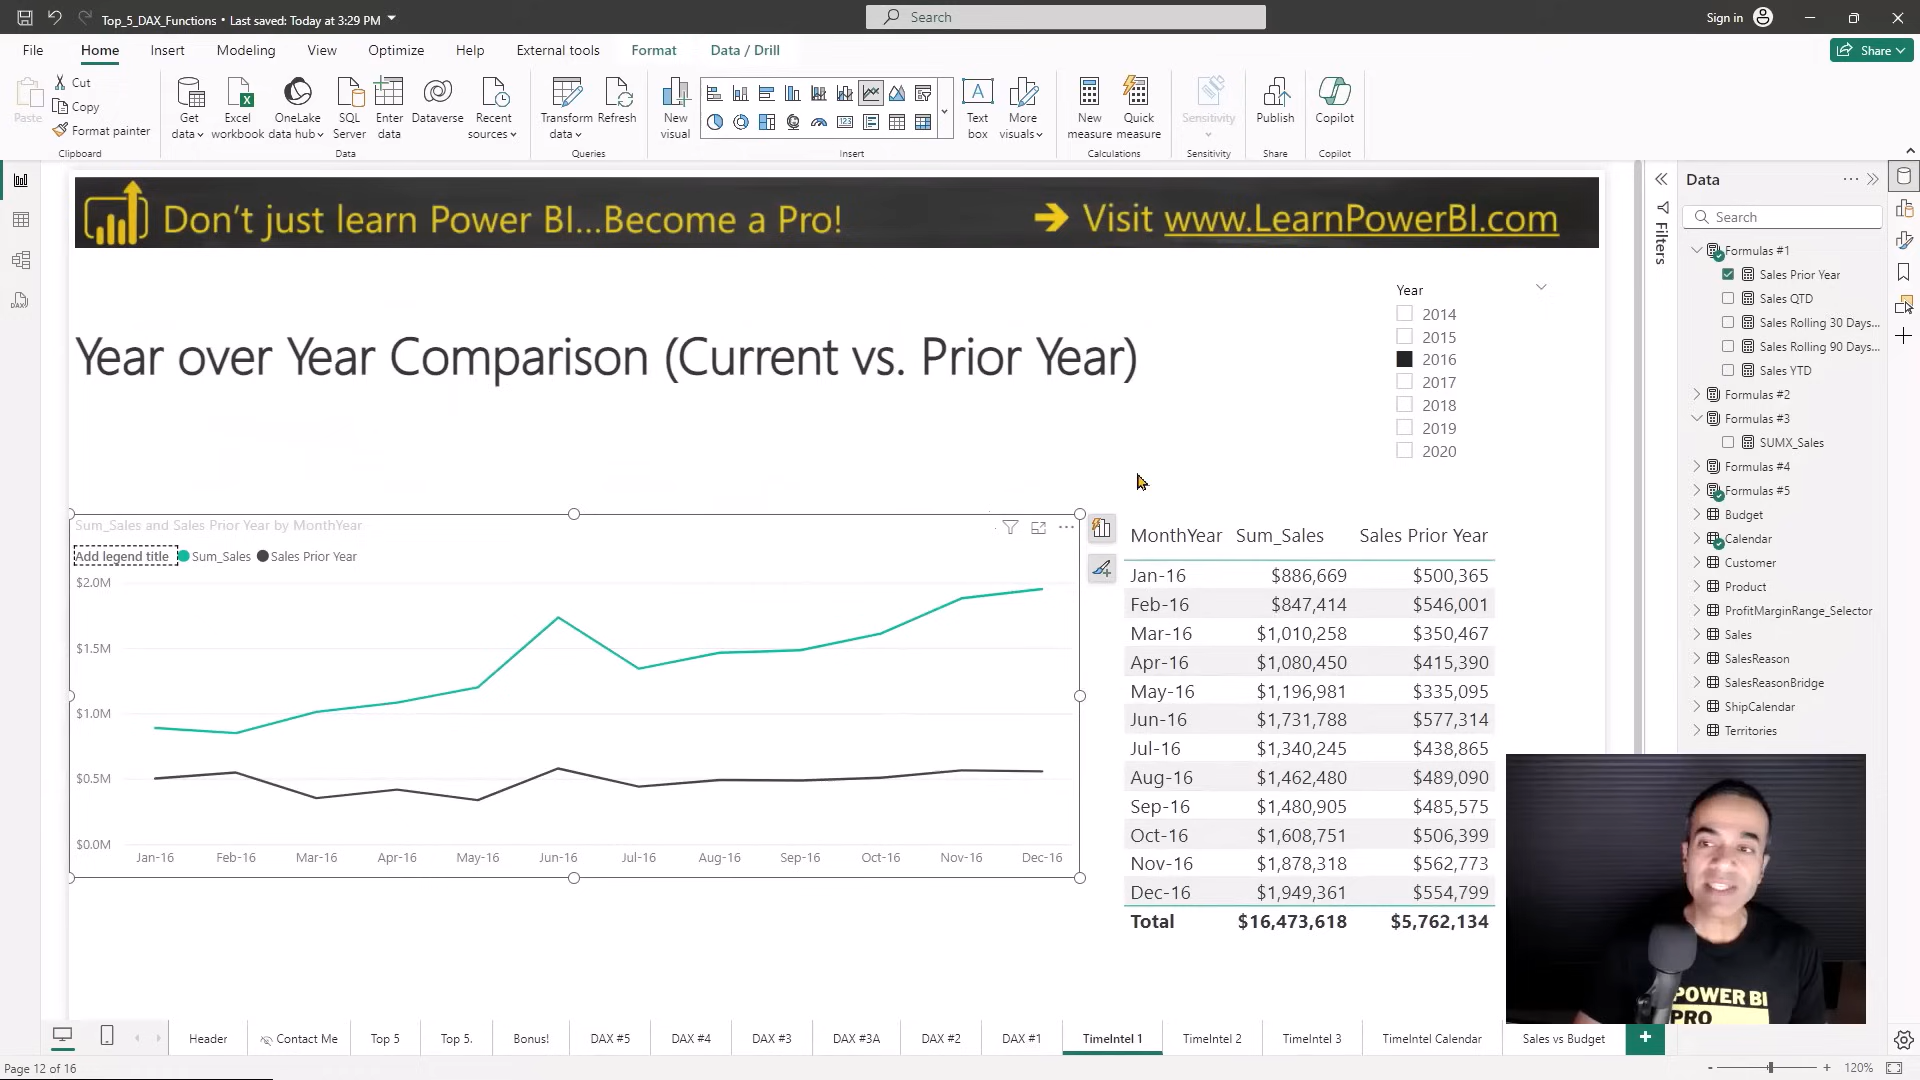 Top_5_DAX_Functions • Last saved: Today at 3:29 PM
Search
Sign in
File
Home
Insert
Modeling
View
Optimize
Help
External tools
Format
Data / Drill
Share
Paste
Cut
Copy
Format painter
Clipboard
Get data
Excel workbook
OneLake data hub
SQL Server
Enter data
Dataverse
Recent sources
Data
Transform data
Refresh
Queries
New visual
Text box
More visuals
Insert
New measure
Quick measure
Calculations
Sensitivity
Sensitivity
Publish
Share
Copilot
Copilot
Don't just learn Power BI...Become a Pro!
Visit www.LearnPowerBI.com
Year over Year Comparison (Current vs. Prior Year)
Year
2014
2015
2016
2017
2018
2019
2020
Sum_Sales and Sales Prior Year by MonthYear
Add legend title Sum_Sales Sales Prior Year
$2.0M
$1.5M
$1.0M
$0.5M
$0.0M
Jan-16 Feb-16 Mar-16 Apr-16 May-16 Jun-16 Jul-16 Aug-16 Sep-16 Oct-16 Nov-16 Dec-16
MonthYear Sum_Sales Sales Prior Year
Jan-16 $886,669 $500,365
Feb-16 $847,414 $546,001
Mar-16 $1,010,258 $350,467
Apr-16 $1,080,450 $415,390
May-16 $1,196,981 $335,095
Jun-16 $1,731,788 $577,314
Jul-16 $1,340,245 $438,865
Aug-16 $1,462,480 $489,090
Sep-16 $1,480,905 $485,575
Oct-16 $1,608,751 $506,399
Nov-16 $1,878,318 $562,773
Dec-16 $1,949,361 $554,799
Total $16,473,618 $5,762,134
Filters
Data
Search
Formulas #1
Sales Prior Year
Sales QTD
Sales Rolling 30 Days...
Sales Rolling 90 Days...
Sales YTD
Formulas #2
Formulas #3
SUMX_Sales
Formulas #4
Formulas #5
Budget
Calendar
Customer
Product
ProfitMarginRange_Selector
Sales
SalesReason
SalesReasonBridge
ShipCalendar
Territories
POWER BI
PRO
Header
Contact Me
Top 5
Top 5.
Bonus!
DAX #5
DAX #4
DAX #3
DAX #3A
DAX #2
DAX #1
TimeIntel 1
TimeIntel 2
TimeIntel 3
TimeIntel Calendar
Sales vs Budget
Page 12 of 16
120%